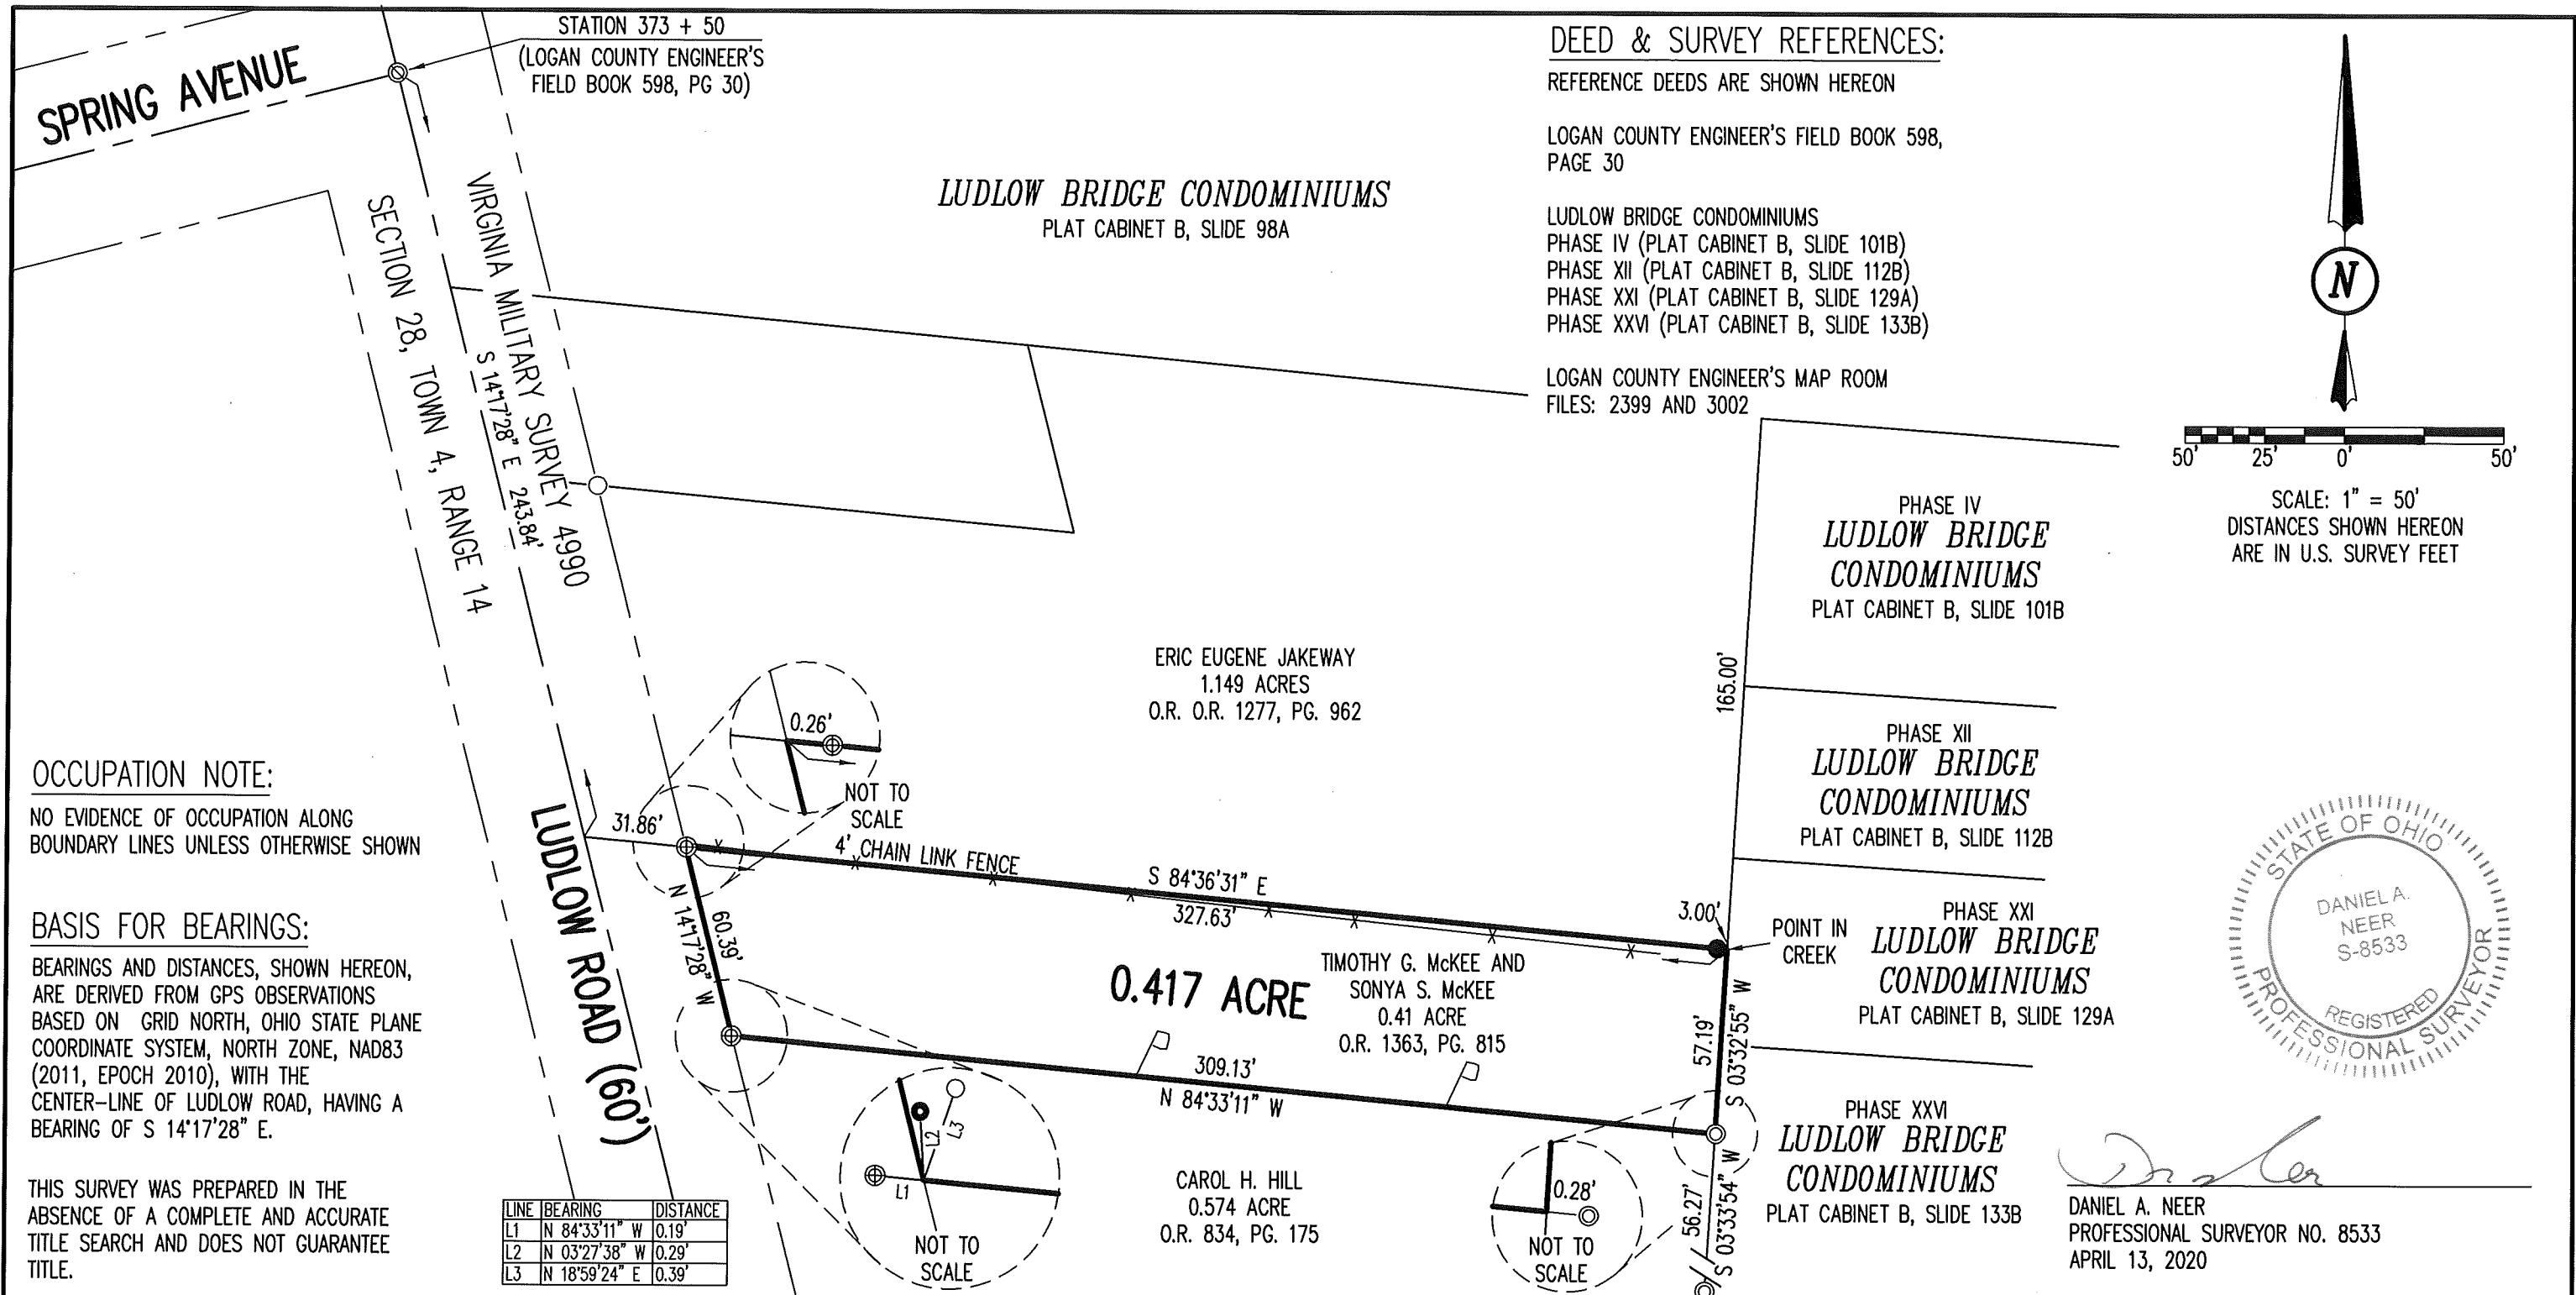 STATION 373 + 50
(LOGAN COUNTY ENGINEER'S
FIELD BOOK 598, PG 30)
SPRING AVENUE
DEED & SURVEY REFERENCES:
REFERENCE DEEDS ARE SHOWN HEREON
LOGAN COUNTY ENGINEER'S FIELD BOOK 598,
PAGE 30
LUDLOW BRIDGE CONDOMINIUMS
PHASE IV (PLAT CABINET B, SLIDE 101B)
PHASE XII (PLAT CABINET B, SLIDE 112B)
PHASE XXI (PLAT CABINET B, SLIDE 129A)
PHASE XXVI (PLAT CABINET B, SLIDE 133B)
LOGAN COUNTY ENGINEER'S MAP ROOM
FILES: 2399 AND 3002
N
50' 25' 0' 50'
SCALE: 1" = 50'
DISTANCES SHOWN HEREON
ARE IN U.S. SURVEY FEET
LUDLOW BRIDGE CONDOMINIUMS
PLAT CABINET B, SLIDE 98A
VIRGINIA MILITARY SURVEY 4990
S 14°17'28" E 243.84'
SECTION 28, TOWN 4, RANGE 14
PHASE IV
LUDLOW BRIDGE
CONDOMINIUMS
PLAT CABINET B, SLIDE 101B
165.00'
ERIC EUGENE JAKEWAY
1.149 ACRES
O.R. O.R. 1277, PG. 962
PHASE XII
LUDLOW BRIDGE
CONDOMINIUMS
PLAT CABINET B, SLIDE 112B
0.26'
NOT TO
SCALE
OCCUPATION NOTE:
NO EVIDENCE OF OCCUPATION ALONG
BOUNDARY LINES UNLESS OTHERWISE SHOWN
31.86'
LUDLOW ROAD (60')
4' CHAIN LINK FENCE
S 84°36'31" E
327.63'
3.00'
POINT IN
CREEK
PHASE XXI
LUDLOW BRIDGE
CONDOMINIUMS
PLAT CABINET B, SLIDE 129A
STATE OF OHIO
DANIEL A.
NEER
S-8533
REGISTERED
PROFESSIONAL SURVEYOR
BASIS FOR BEARINGS:
BEARINGS AND DISTANCES, SHOWN HEREON,
ARE DERIVED FROM GPS OBSERVATIONS
BASED ON GRID NORTH, OHIO STATE PLANE
COORDINATE SYSTEM, NORTH ZONE, NAD83
(2011, EPOCH 2010), WITH THE
CENTER-LINE OF LUDLOW ROAD, HAVING A
BEARING OF S 14°17'28" E.
60.39'
N 14°17'28" W
0.417 ACRE
TIMOTHY G. McKEE AND
SONYA S. McKEE
0.41 ACRE
O.R. 1363, PG. 815
57.19'
S 03°32'55" W
309.13'
N 84°33'11" W
L1
L2
L3
NOT TO
SCALE
CAROL H. HILL
0.574 ACRE
O.R. 834, PG. 175
0.28'
NOT TO
SCALE
56.27'
S 03°33'54" W
PHASE XXVI
LUDLOW BRIDGE
CONDOMINIUMS
PLAT CABINET B, SLIDE 133B
DANIEL A. NEER
PROFESSIONAL SURVEYOR NO. 8533
APRIL 13, 2020
THIS SURVEY WAS PREPARED IN THE
ABSENCE OF A COMPLETE AND ACCURATE
TITLE SEARCH AND DOES NOT GUARANTEE
TITLE.
LINE BEARING DISTANCE
L1 N 84°33'11" W 0.19'
L2 N 03°27'38" W 0.29'
L3 N 18°59'24" E 0.39'